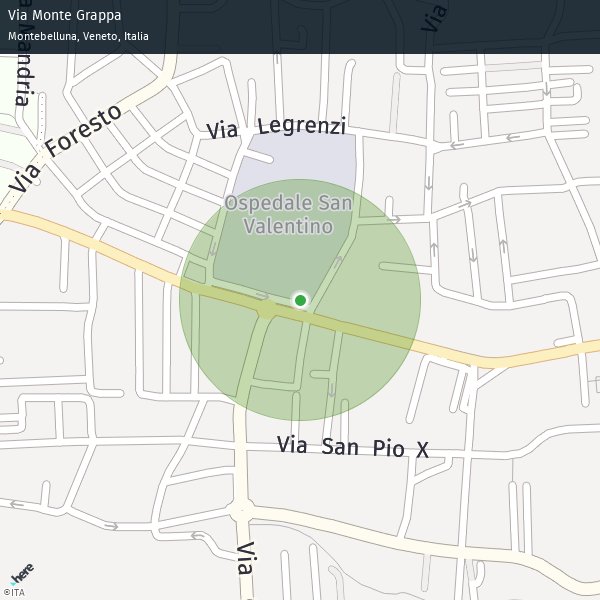 Via Monte Grappa
Montebelluna, Veneto, Italia
Via
Mandria
Via Foresto
Via Legrenzi
Ospedale San
Valentino
Via San Pio X
Via
here
©ITA